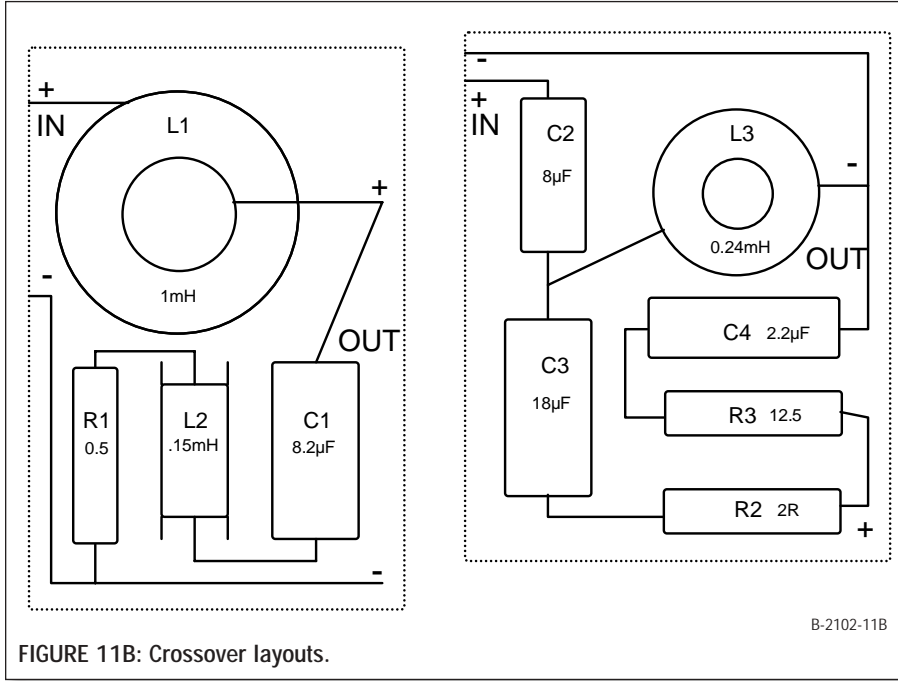 +
IN
L1
+
-
1mH
OUT
R1
0.5
L2
.15mH
C1
8.2µF
-
-
+
IN
C2
8µF
L3
-
0.24mH
OUT
C4 2.2µF
C3
18µF
R3 12.5
R2 2R
+
B-2102-11B
FIGURE 11B: Crossover layouts.